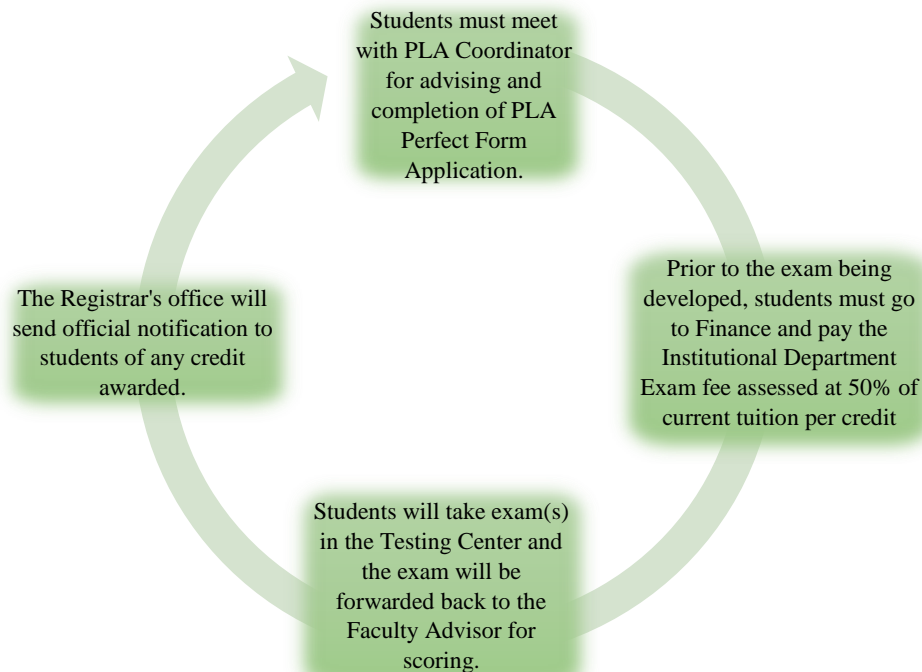 Students must meet
with PLA Coordinator
for advising and
completion of PLA
Perfect Form
Application.
Prior to the exam being
developed, students must go
to Finance and pay the
Institutional Department
Exam fee assessed at 50% of
current tuition per credit
Students will take exam(s)
in the Testing Center and
the exam will be
forwarded back to the
Faculty Advisor for
scoring.
The Registrar's office will
send official notification to
students of any credit
awarded.